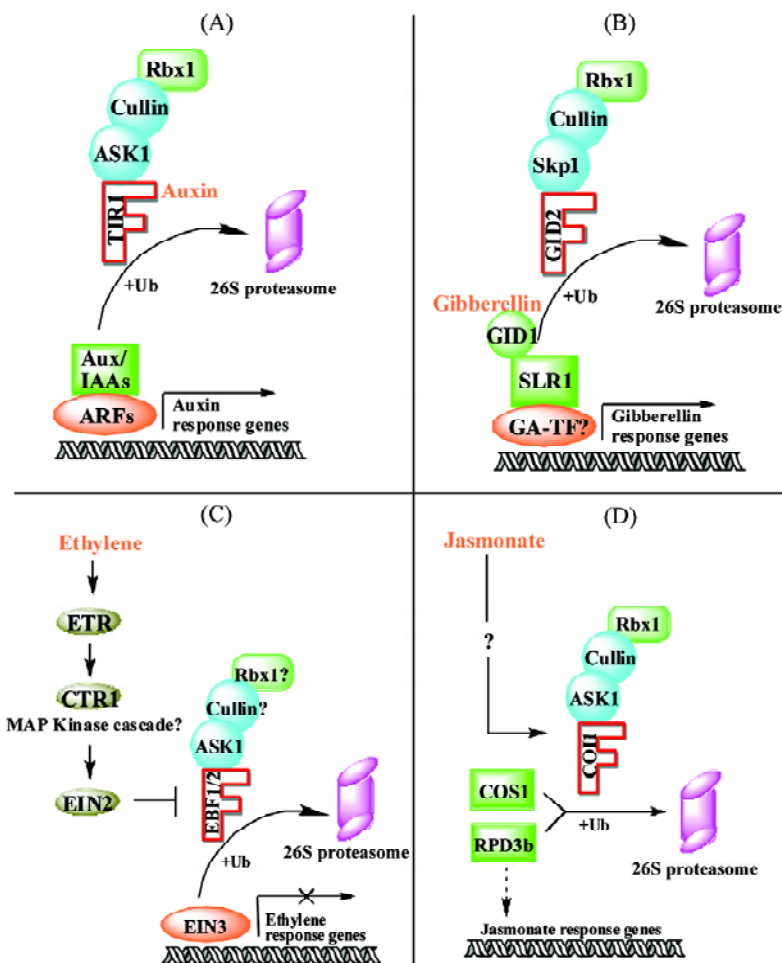 (A)
Rbx1
Cullin
ASK1
TIR1
Auxin
+Ub
26S proteasome
Aux/
IAAs
ARFs
Auxin
response genes
(B)
Rbx1
Cullin
Skp1
GID2
+Ub
26S proteasome
Gibberellin
GID1
SLR1
GA-TF?
Gibberellin
response genes
(C)
Ethylene
ETR
CTR1
MAP Kinase cascade?
EIN2
Rbx1?
Cullin?
ASK1
EBF1/2
+Ub
26S proteasome
EIN3
Ethylene
response genes
(D)
Jasmonate
?
Rbx1
Cullin
ASK1
COI1
COS1
RPD3b
+Ub
26S proteasome
Jasmonate response genes